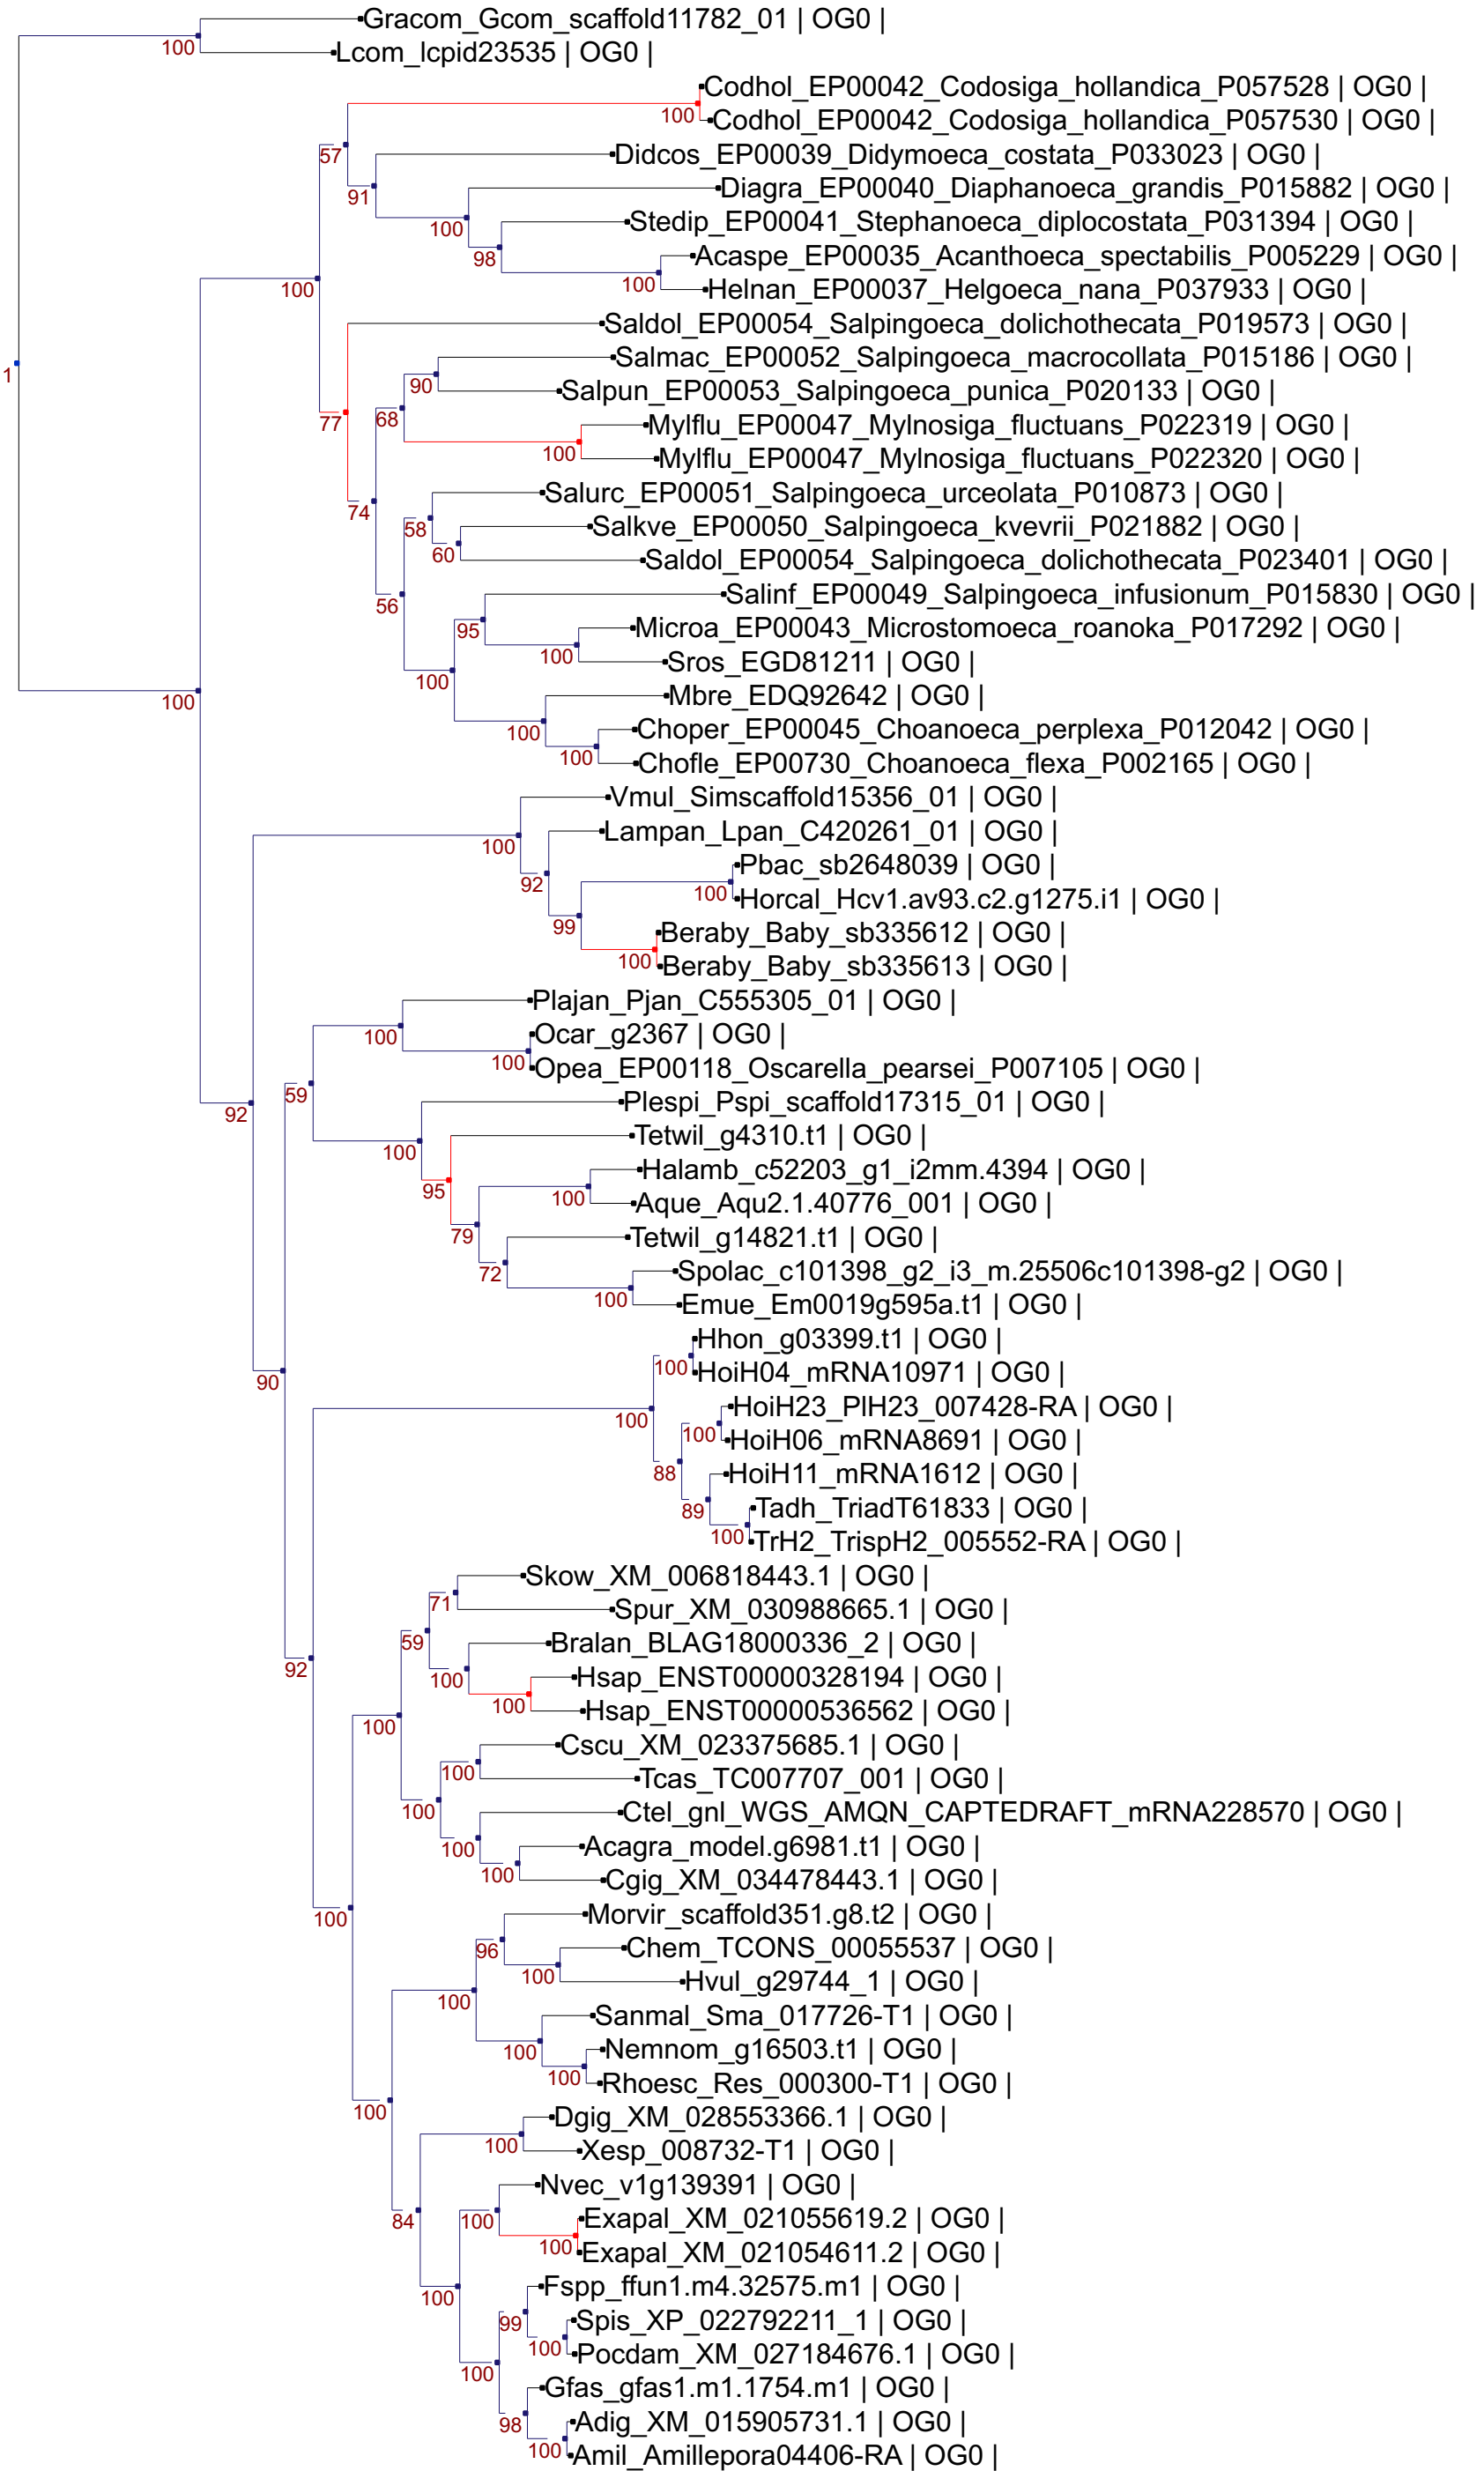 Gracom_Gcom_scaffold11782_01 | OG0 |
100
Lcom_lcpid23535 | OG0 |
Codhol_EP00042_Codosiga_hollandica_P057528 | OG0 |
100
Codhol_EP00042_Codosiga_hollandica_P057530 | OG0 |
57
Didcos_EP00039_Didymoeca_costata_P033023 | OG0 |
91
Diagra_EP00040_Diaphanoeca_grandis_P015882 | OG0 |
100
Stedip_EP00041_Stephanoeca_diplocostata_P031394 | OG0 |
98
Acaspe_EP00035_Acanthoeca_spectabilis_P005229 | OG0 |
100
Helnan_EP00037_Helgoeca_nana_P037933 | OG0 |
100
Saldol_EP00054_Salpingoeca_dolichothecata_P019573 | OG0 |
Salmac_EP00052_Salpingoeca_macrocollata_P015186 | OG0 |
1
90
Salpun_EP00053_Salpingoeca_punica_P020133 | OG0 |
77
68
Mylflu_EP00047_Mylnosiga_fluctuans_P022319 | OG0 |
100
Mylflu_EP00047_Mylnosiga_fluctuans_P022320 | OG0 |
Salurc_EP00051_Salpingoeca_urceolata_P010873 | OG0 |
74
58
Salkve_EP00050_Salpingoeca_kvevrii_P021882 | OG0 |
60
Saldol_EP00054_Salpingoeca_dolichothecata_P023401 | OG0 |
Salinf_EP00049_Salpingoeca_infusionum_P015830 | OG0 |
56
95
Microa_EP00043_Microstomoeca_roanoka_P017292 | OG0 |
100
Sros_EGD81211 | OG0 |
100
100
Mbre_EDQ92642 | OG0 |
100
Choper_EP00045_Choanoeca_perplexa_P012042 | OG0 |
100
Chofle_EP00730_Choanoeca_flexa_P002165 | OG0 |
Vmul_Simscaffold15356_01 | OG0 |
100
Lampan_Lpan_C420261_01 | OG0 |
Pbac_sb2648039 | OG0 |
92
100
Horcal_Hcv1.av93.c2.g1275.i1 | OG0 |
99
Beraby_Baby_sb335612 | OG0 |
100
Beraby_Baby_sb335613 | OG0 |
Plajan_Pjan_C555305_01 | OG0 |
100
Ocar_g2367 | OG0 |
100
Opea_EP00118_Oscarella_pearsei_P007105 | OG0 |
59
92
Plespi_Pspi_scaffold17315_01 | OG0 |
100
Tetwil_g4310.t1 | OG0 |
Halamb_c52203_g1_i2mm.4394 | OG0 |
95
100
Aque_Aqu2.1.40776_001 | OG0 |
79
Tetwil_g14821.t1 | OG0 |
72
Spolac_c101398_g2_i3_m.25506c101398-g2 | OG0 |
100
Emue_Em0019g595a.t1 | OG0 |
Hhon_g03399.t1 | OG0 |
100
HoiH04_mRNA10971 | OG0 |
90
HoiH23_PlH23_007428-RA | OG0 |
100
100
HoiH06_mRNA8691 | OG0 |
88
HoiH11_mRNA1612 | OG0 |
89
Tadh_TriadT61833 | OG0 |
100
TrH2_TrispH2_005552-RA | OG0 |
Skow_XM_006818443.1 | OG0 |
71
Spur_XM_030988665.1 | OG0 |
59
Bralan_BLAG18000336_2 | OG0 |
92
100
Hsap_ENST00000328194 | OG0 |
100
Hsap_ENST00000536562 | OG0 |
100
Cscu_XM_023375685.1 | OG0 |
100
Tcas_TC007707_001 | OG0 |
100
Ctel_gnl_WGS_AMQN_CAPTEDRAFT_mRNA228570 | OG0 |
100
Acagra_model.g6981.t1 | OG0 |
100
Cgig_XM_034478443.1 | OG0 |
100
Morvir_scaffold351.g8.t2 | OG0 |
96
Chem_TCONS_00055537 | OG0 |
100
Hvul_g29744_1 | OG0 |
100
Sanmal_Sma_017726-T1 | OG0 |
100
Nemnom_g16503.t1 | OG0 |
100
Rhoesc_Res_000300-T1 | OG0 |
100
Dgig_XM_028553366.1 | OG0 |
100
Xesp_008732-T1 | OG0 |
Nvec_v1g139391 | OG0 |
84
100
Exapal_XM_021055619.2 | OG0 |
100
Exapal_XM_021054611.2 | OG0 |
100
Fspp_ffun1.m4.32575.m1 | OG0 |
99
Spis_XP_022792211_1 | OG0 |
100
Pocdam_XM_027184676.1 | OG0 |
100
Gfas_gfas1.m1.1754.m1 | OG0 |
98
Adig_XM_015905731.1 | OG0 |
100
Amil_Amillepora04406-RA | OG0 |